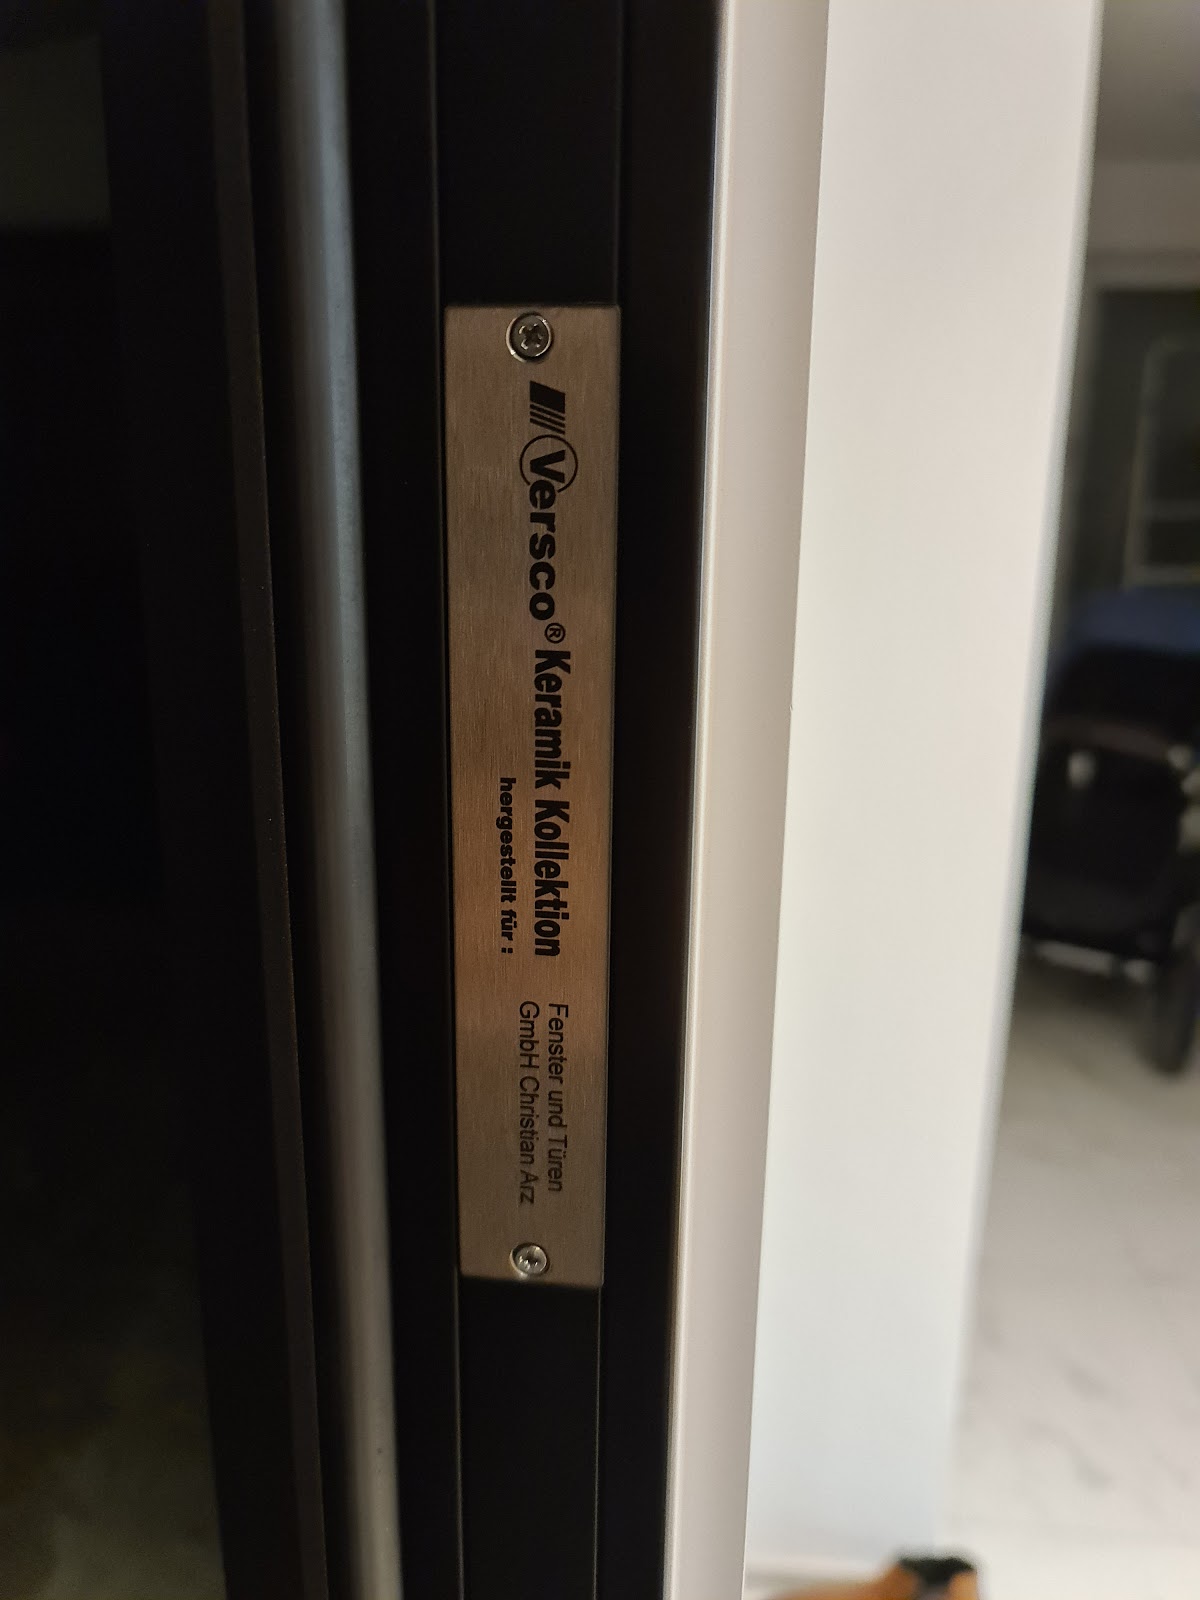 Versco® Keramik Kollektion
hergestellt für :
Fenster und Türen
GmbH Christian Arz